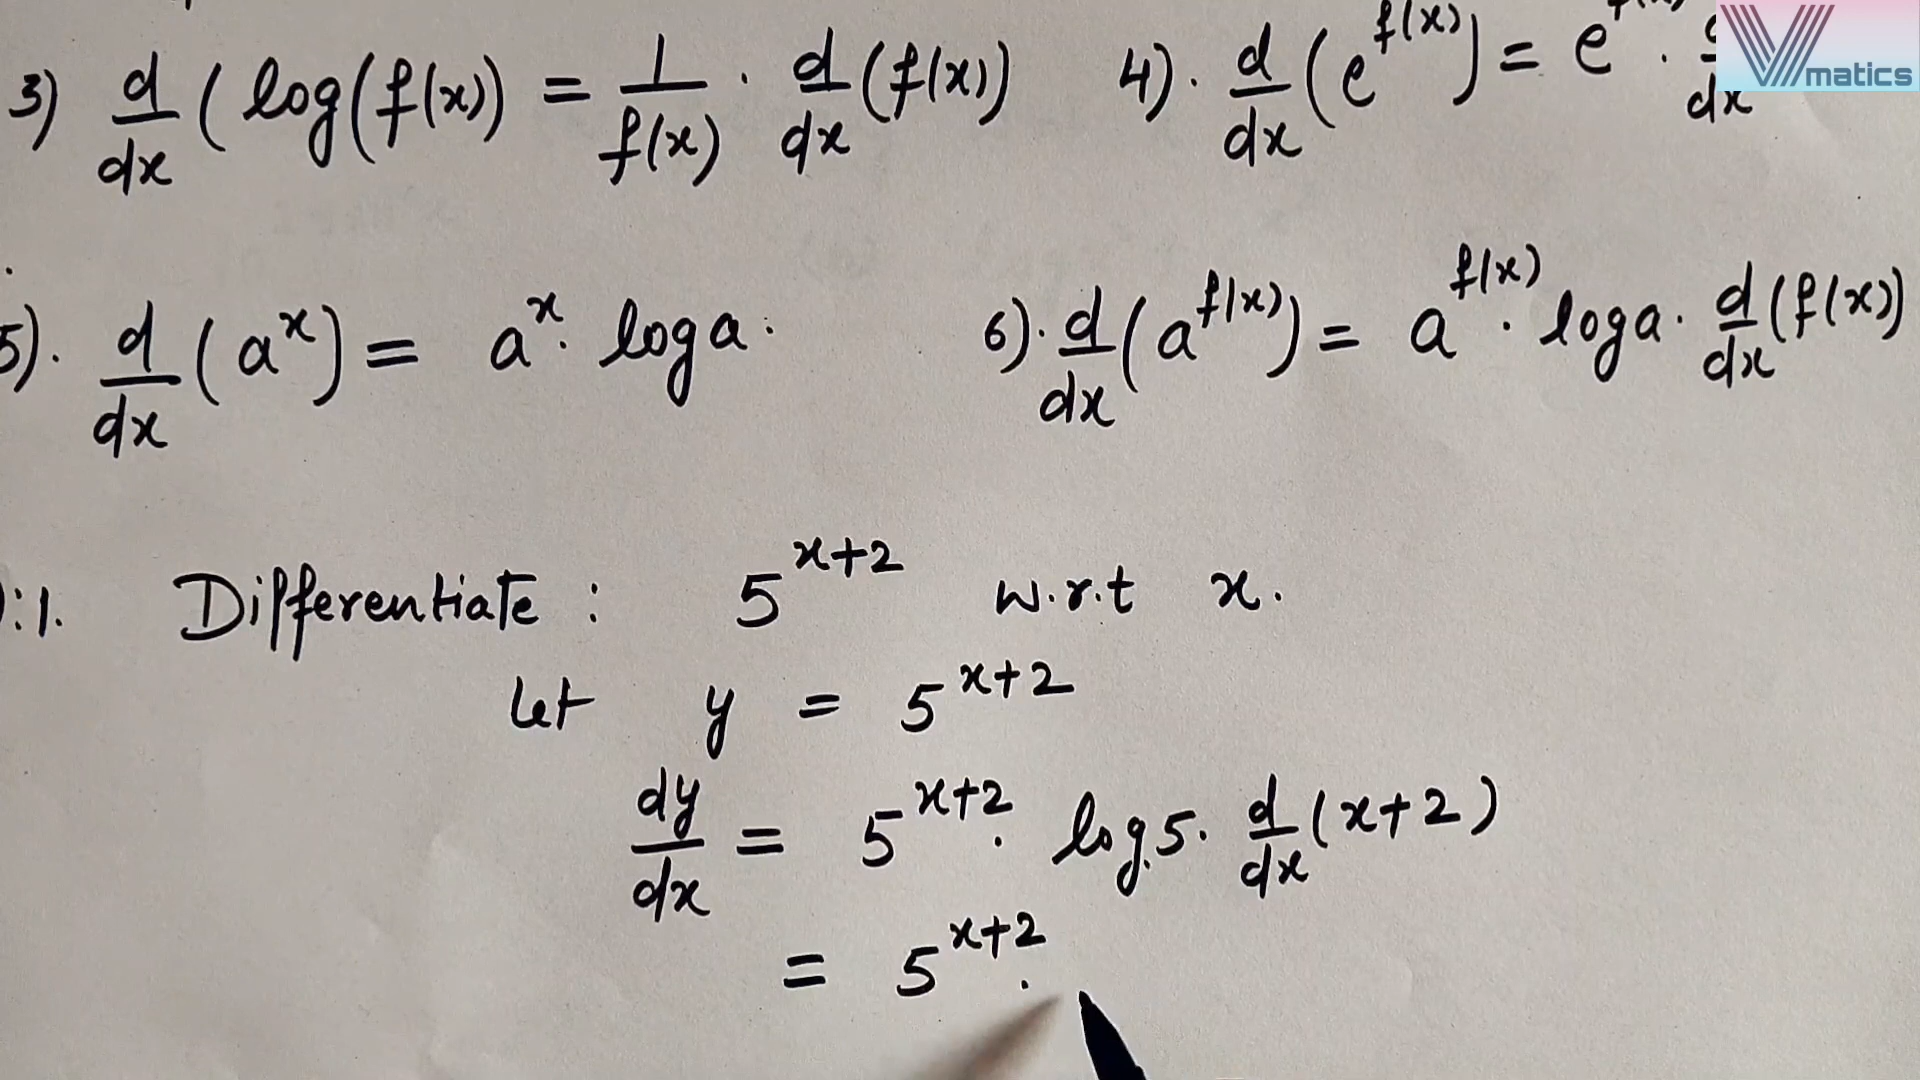 3) d/dx ( log(f(x)) = 1/f(x) · d/dx (f(x)) 4). d/dx (e^f(x)) = e ·
Vmatics
5). d/dx (a^x) = a^x · log a. 6). d/dx (a^f(x)) = a^f(x) · log a · d/dx (f(x))
:1. Differentiate : 5^x+2 w.r.t x.
Let y = 5^x+2
dy/dx = 5^x+2 · log 5 · d/dx (x+2)
= 5^x+2 ·